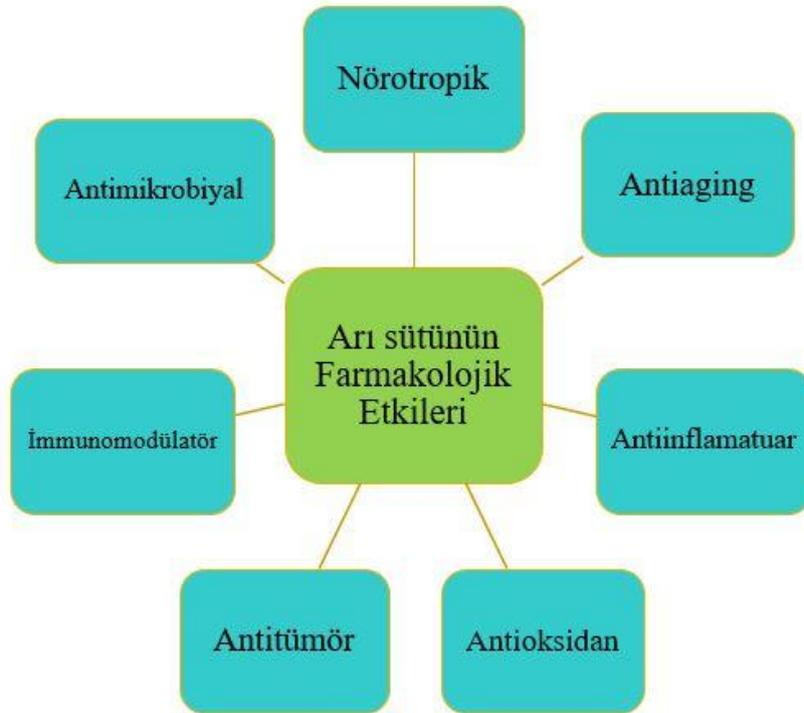 Nörotropik
Antiaging
Antimikrobiyal
Arı sütünün
Farmakolojik
Etkileri
İmmunomodülatör
Antiinflamatuar
Antitümör
Antioksidan